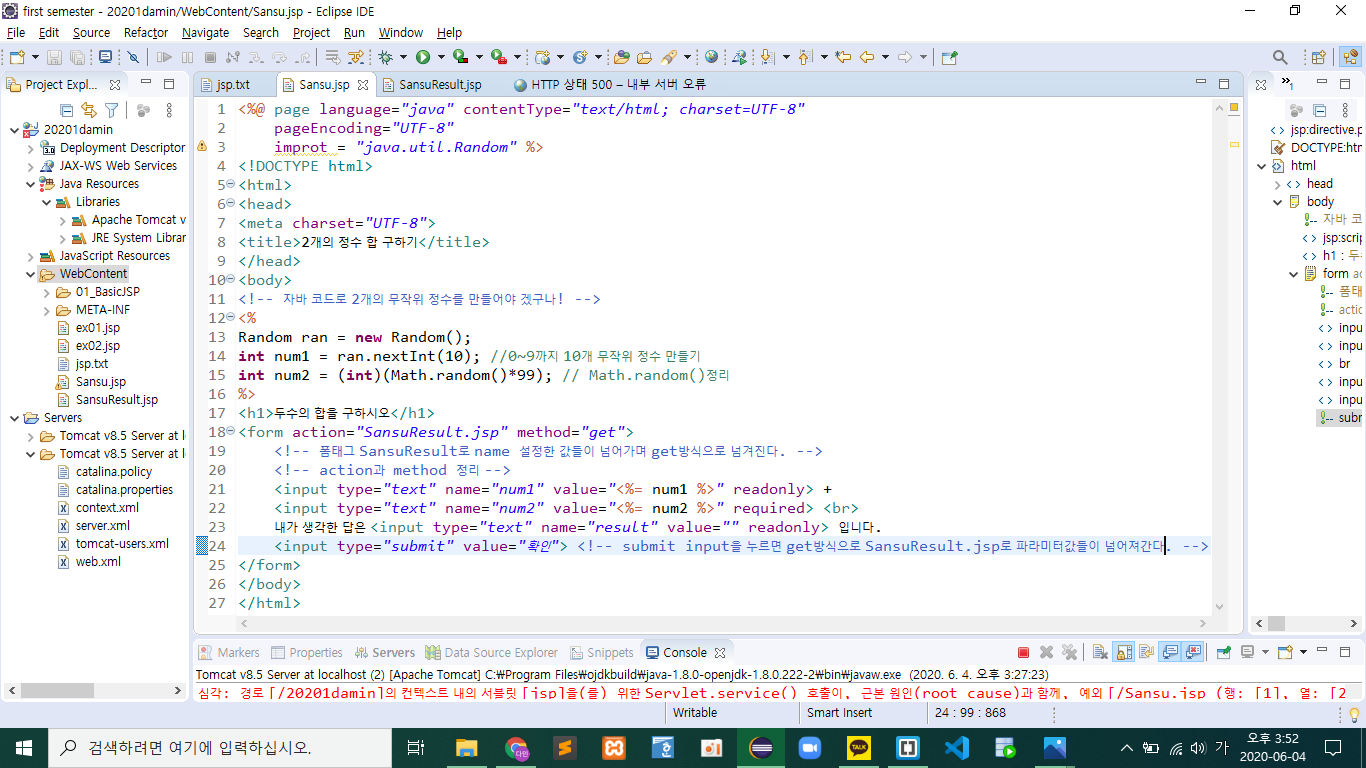 first semester - 20201damin/WebContent/Sansu.jsp - Eclipse IDE
File Edit Source Refactor Navigate Search Project Run Window Help
Project Expl...
jsp.txt
Sansu.jsp
SansuResult.jsp
HTTP 상태 500 – 내부 서버 오류
20201damin
Deployment Descriptor
JAX-WS Web Services
Java Resources
Libraries
Apache Tomcat v
JRE System Librar
JavaScript Resources
WebContent
01_BasicJSP
META-INF
ex01.jsp
ex02.jsp
jsp.txt
Sansu.jsp
SansuResult.jsp
Servers
Tomcat v8.5 Server at l
Tomcat v8.5 Server at l
catalina.policy
catalina.properties
context.xml
server.xml
tomcat-users.xml
web.xml
1 <%@ page language="java" contentType="text/html; charset=UTF-8"
2 pageEncoding="UTF-8"
3 improt = "java.util.Random" %>
4 <!DOCTYPE html>
5 <html>
6 <head>
7 <meta charset="UTF-8">
8 <title>2개의 정수 합 구하기</title>
9 </head>
10 <body>
11 <!-- 자바 코드로 2개의 무작위 정수를 만들어야 겠구나! -->
12 <%
13 Random ran = new Random();
14 int num1 = ran.nextInt(10); //0~9까지 10개 무작위 정수 만들기
15 int num2 = (int)(Math.random()*99); // Math.random()정리
16 %>
17 <h1>두수의 합을 구하시오</h1>
18 <form action="SansuResult.jsp" method="get">
19 <!-- 폼태그 SansuResult로 name 설정한 값들이 넘어가며 get방식으로 넘겨진다. -->
20 <!-- action과 method 정리 -->
21 <input type="text" name="num1" value="<%= num1 %>" readonly> +
22 <input type="text" name="num2" value="<%= num2 %>" required> <br>
23 내가 생각한 답은 <input type="text" name="result" value="" readonly> 입니다.
24 <input type="submit" value="확인"> <!-- submit input을 누르면 get방식으로 SansuResult.jsp로 파라미터값들이 넘어져간다. -->
25 </form>
26 </body>
27 </html>
jsp:directive.p
DOCTYPE:htr
html
head
body
자바 코
jsp:scrip
h1 : 두수
form ac
폼태
actio
inpu
inpu
br
inpu
inpu
subr
Markers Properties Servers Data Source Explorer Snippets Console
Tomcat v8.5 Server at localhost (2) [Apache Tomcat] C:₩Program Files₩ojdkbuild₩java-1.8.0-openjdk-1.8.0.222-2₩bin₩javaw.exe (2020. 6. 4. 오후 3:27:23)
심각: 경로 [/20201damin]의 컨텍스트 내의 서블릿 [jsp]을(를) 위한 Servlet.service() 호출이, 근본 원인(root cause)과 함께, 예외 [/Sansu.jsp (행: [1], 열: [2
Writable Smart Insert 24 : 99 : 868
검색하려면 여기에 입력하십시오.
다민
TALK
가
오후 3:52
2020-06-04